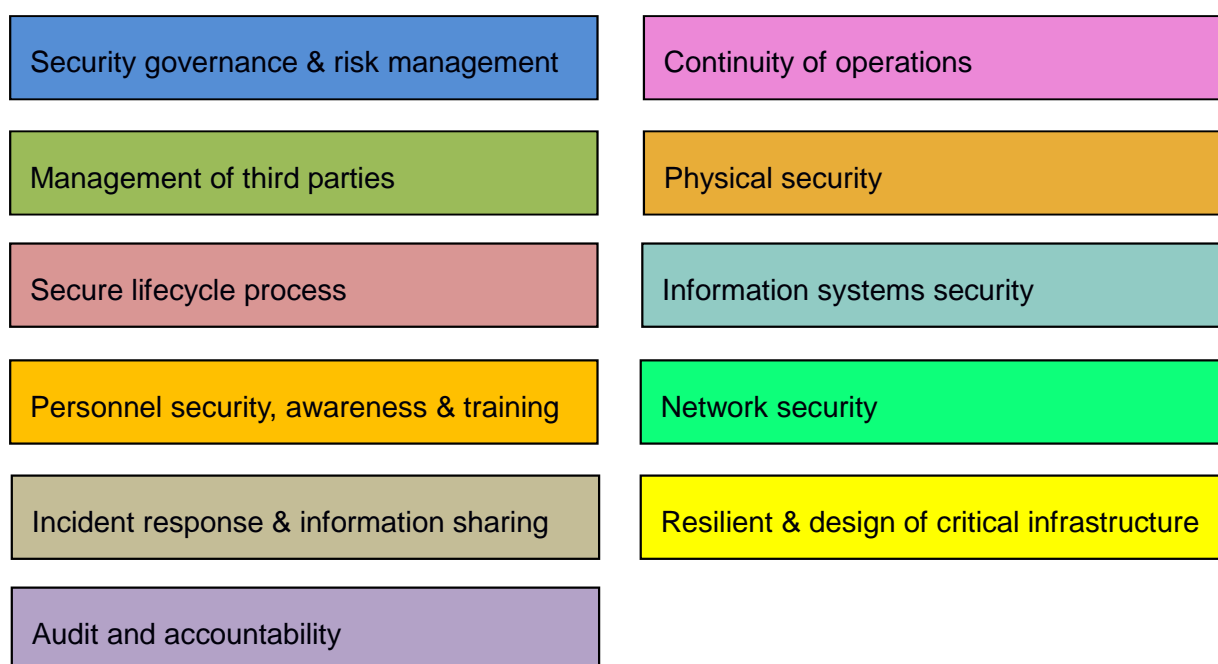 Security governance & risk management
Management of third parties
Secure lifecycle process
Personnel security, awareness & training
Incident response & information sharing
Audit and accountability
Continuity of operations
Physical security
Information systems security
Network security
Resilient & design of critical infrastructure